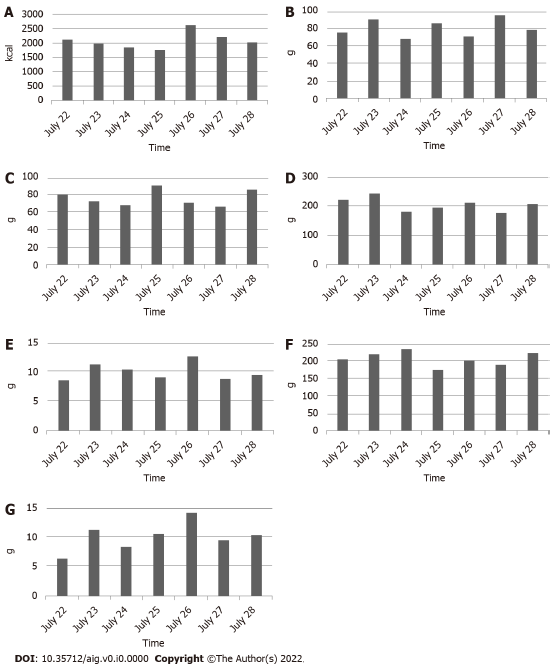 A
3000
2500
2000
1500
1000
500
0
kcal
July 22 July 23 July 24 July 25 July 26 July 27 July 28
Time
B
100
80
60
40
20
0
g
July 22 July 23 July 24 July 25 July 26 July 27 July 28
Time
C
100
80
60
40
20
0
g
July 22 July 23 July 24 July 25 July 26 July 27 July 28
Time
D
300
200
100
0
g
July 22 July 23 July 24 July 25 July 26 July 27 July 28
Time
E
15
10
5
0
g
July 22 July 23 July 24 July 25 July 26 July 27 July 28
Time
F
250
200
150
100
50
0
g
July 22 July 23 July 24 July 25 July 26 July 27 July 28
Time
G
15
10
5
0
g
July 22 July 23 July 24 July 25 July 26 July 27 July 28
Time
DOI: 10.35712/aig.v0.i0.0000 Copyright ©The Author(s) 2022.